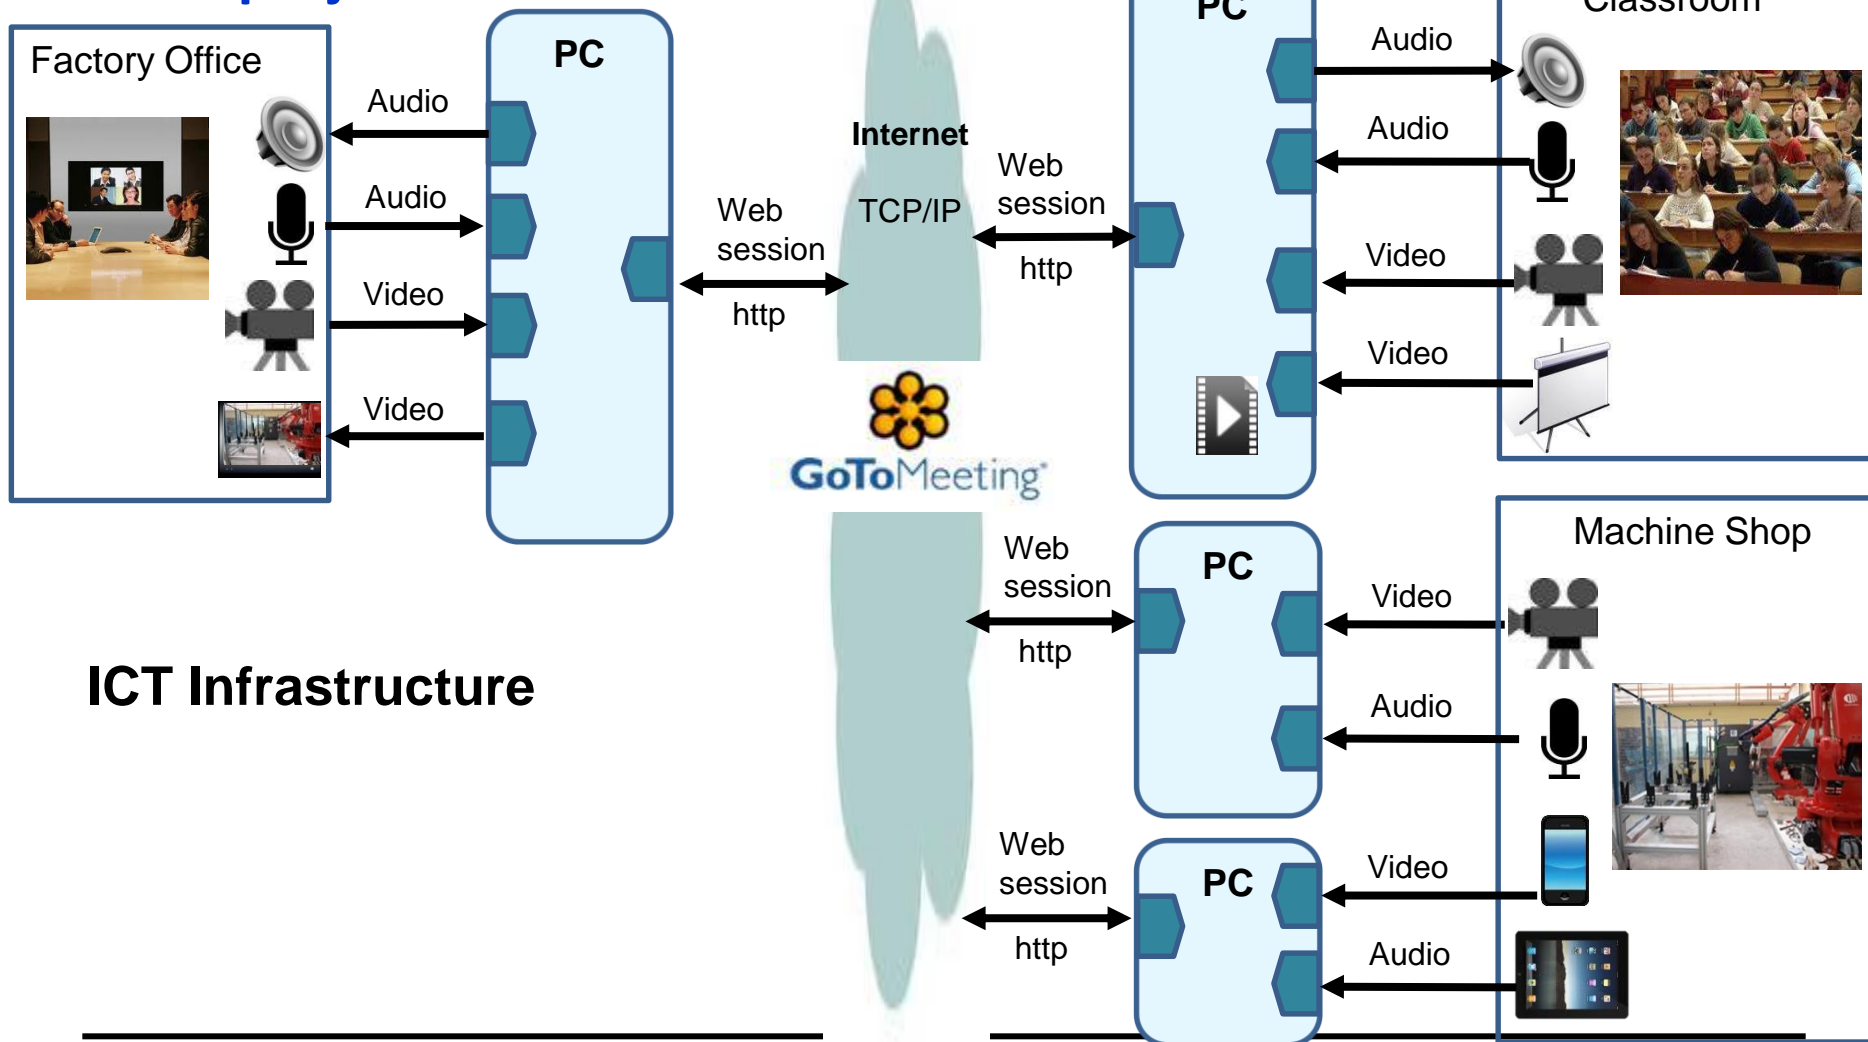 PC
Classroom
Factory Office
PC
Audio
Audio
Audio
Audio
Internet
TCP/IP
Web
session
http
Web
session
http
Video
Video
Video
Video
GoToMeeting
Machine Shop
PC
Web
session
http
Video
Audio
ICT Infrastructure
PC
Web
session
http
Video
Audio